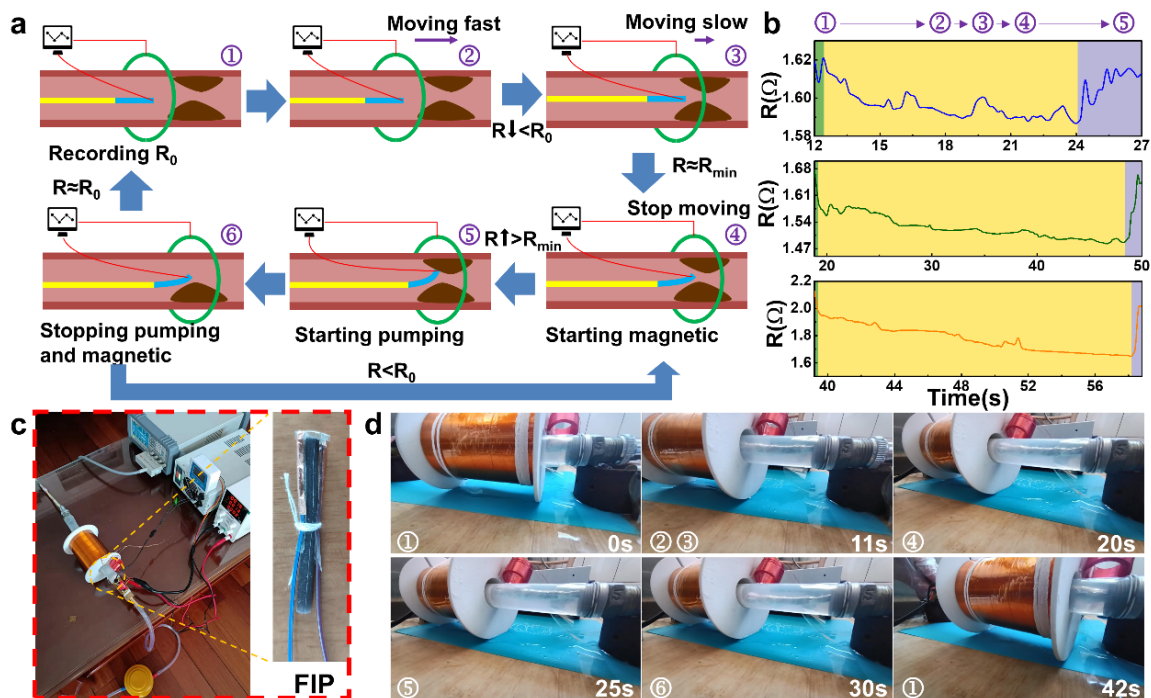 a
①
Recording R₀
Moving fast
②
R↓<R₀
Moving slow
③
R≈Rmin
Stop moving
④
Starting magnetic
R↑>Rmin
⑤
Starting pumping
⑥
Stopping pumping
and magnetic
R≈R₀
R<R₀
b
① ② ③ ④ ⑤
R(Ω)
1.62
1.60
1.58
12 15 18 21 24 27
R(Ω)
1.68
1.61
1.54
1.47
20 30 40 50
R(Ω)
2.2
2.0
1.8
1.6
40 44 48 52 56
Time(s)
c
FIP
d
① 0s
② ③ 11s
④ 20s
⑤ 25s
⑥ 30s
① 42s